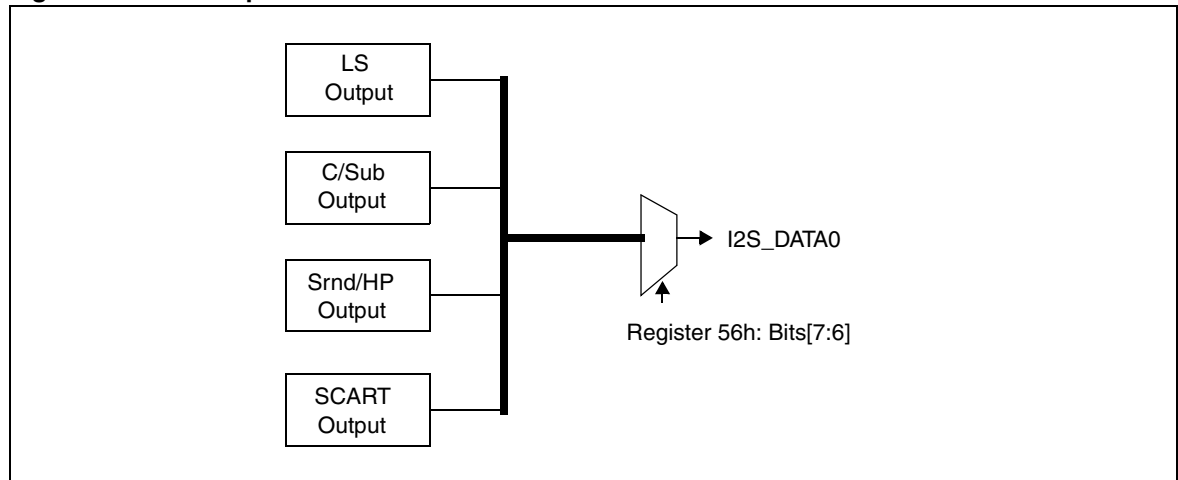 LS
Output
C/Sub
Output
I2S_DATA0
Srnd/HP
Output
Register 56h: Bits[7:6]
SCART
Output